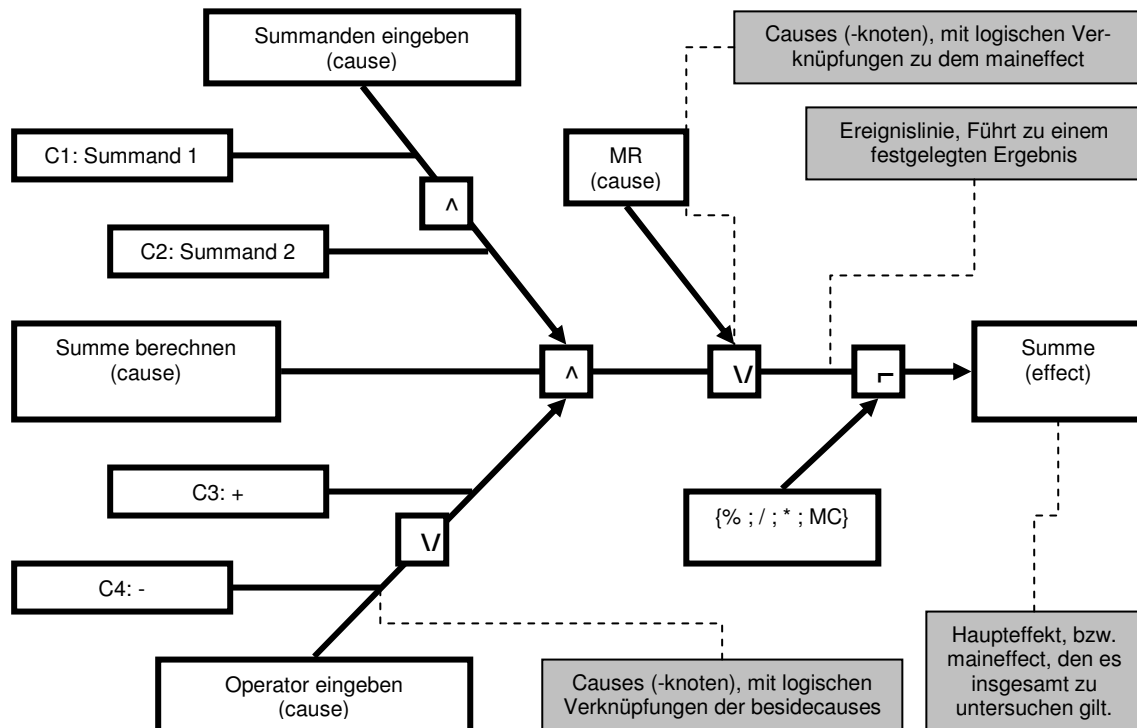 Summanden eingeben
(cause)
Causes (-knoten), mit logischen Ver-
knüpfungen zu dem maineffect
C1: Summand 1
MR
(cause)
Ereignislinie, Führt zu einem
festgelegten Ergebnis
^
C2: Summand 2
Summe berechnen
(cause)
^
\/
⌐
Summe
(effect)
C3: +
{% ; / ; * ; MC}
\/
C4: -
Operator eingeben
(cause)
Causes (-knoten), mit logischen
Verknüpfungen der besidecauses
Haupteffekt, bzw.
maineffect, den es
insgesamt zu
untersuchen gilt.